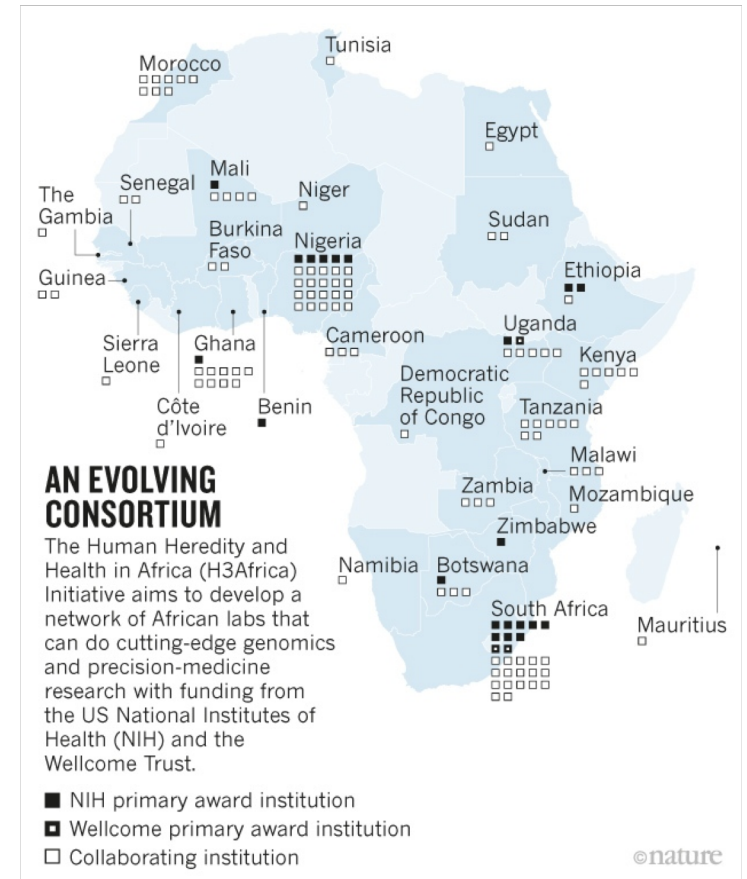 Tunisia
Morocco
Egypt
Mali
Senegal
Niger
The
Gambia
Sudan
Burkina
Faso
Nigeria
Ethiopia
Guinea
Uganda
Cameroon
Sierra
Leone
Ghana
Kenya
Democratic
Republic
of Congo
Côte
d'Ivoire
Benin
Tanzania
Malawi
Zambia
Mozambique
Zimbabwe
Namibia
Botswana
South Africa
Mauritius
AN EVOLVING
CONSORTIUM
The Human Heredity and
Health in Africa (H3Africa)
Initiative aims to develop a
network of African labs that
can do cutting-edge genomics
and precision-medicine
research with funding from
the US National Institutes of
Health (NIH) and the
Wellcome Trust.
NIH primary award institution
Wellcome primary award institution
Collaborating institution
©nature